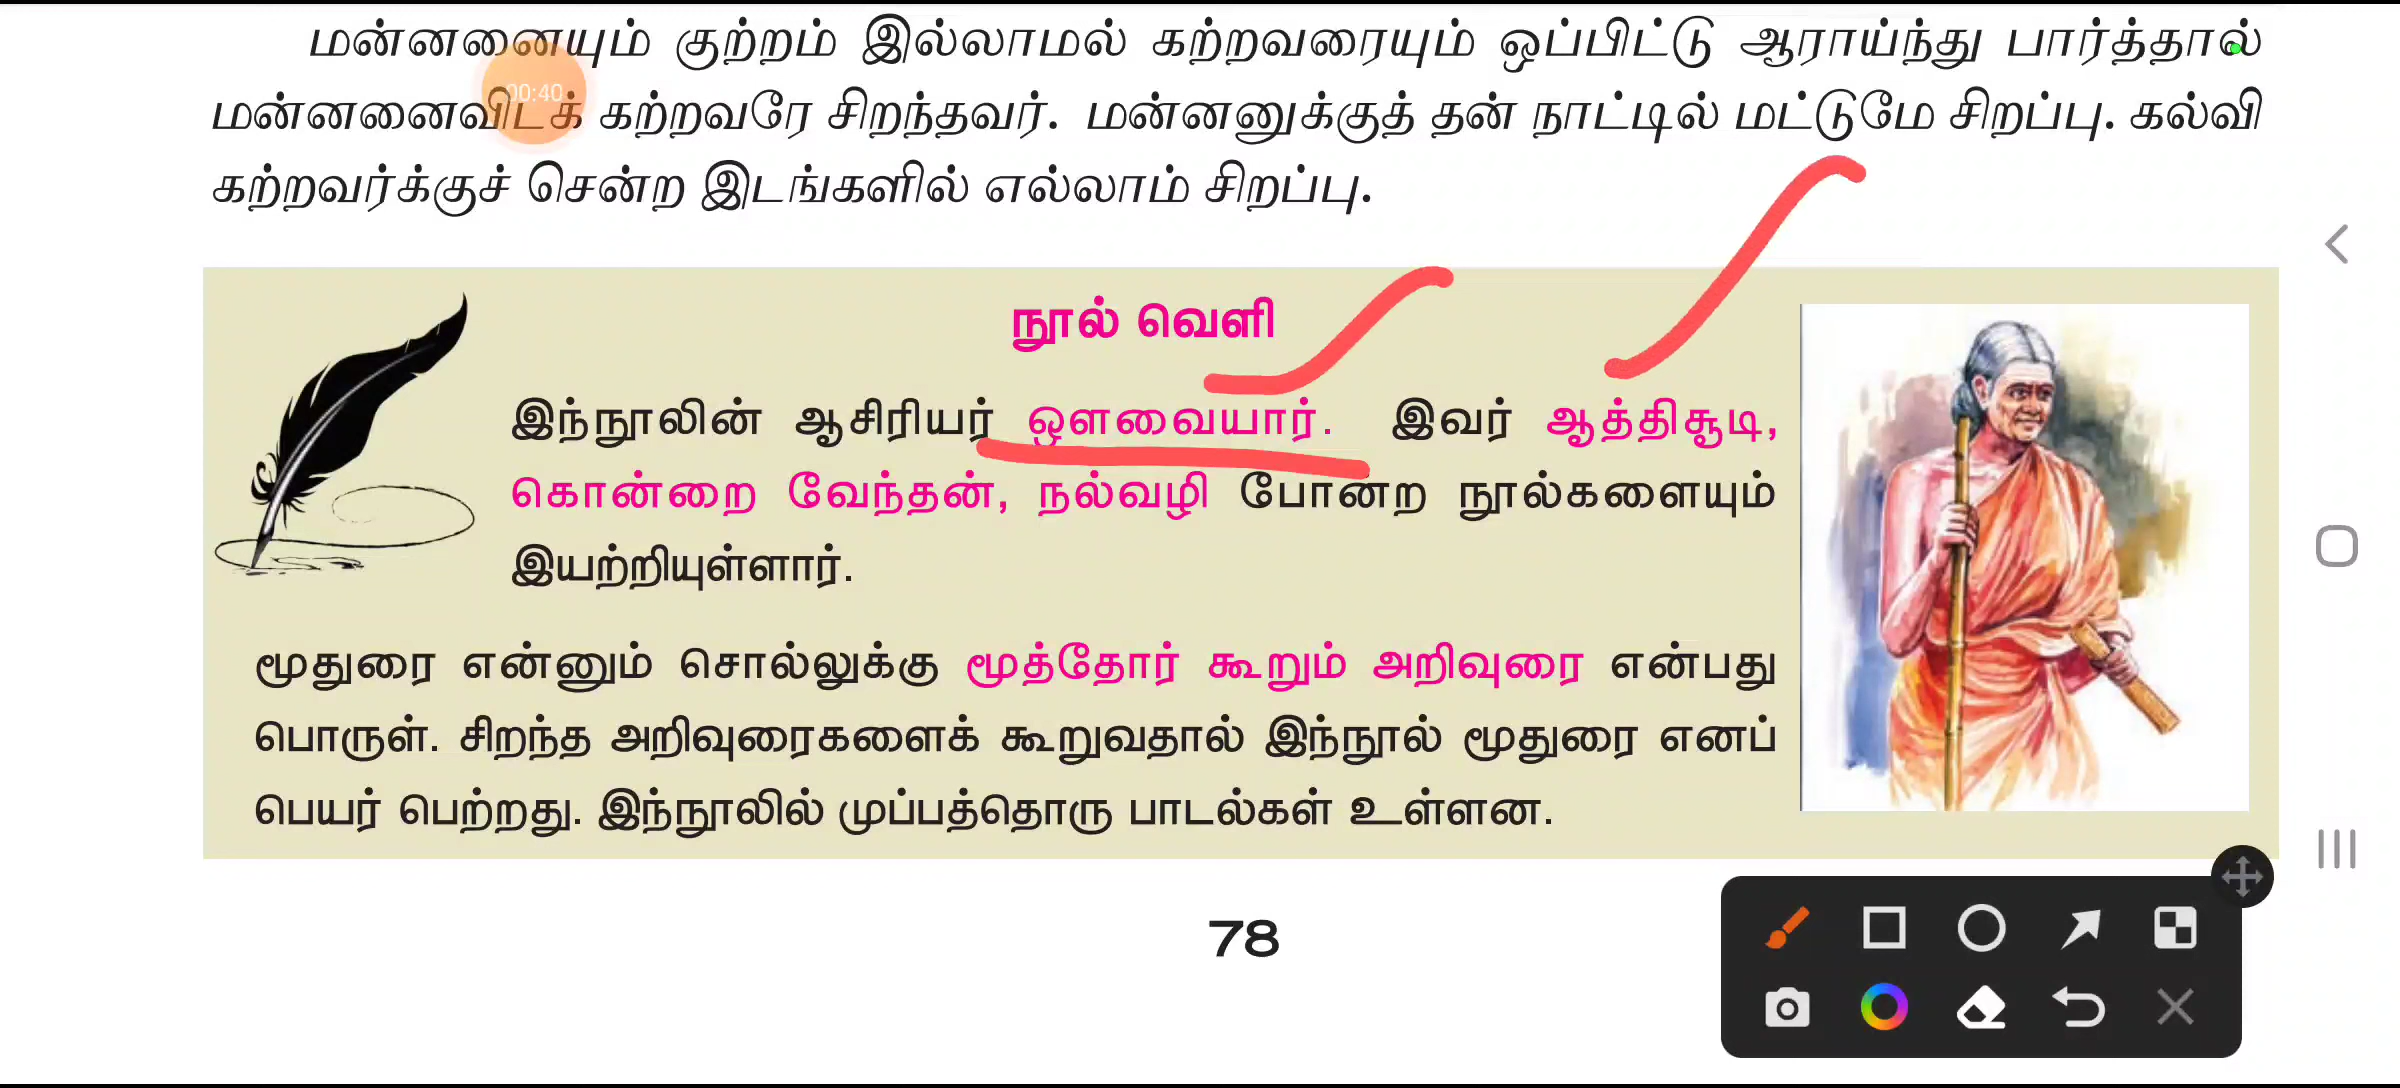 மன்னனையும் குற்றம் இல்லாமல் கற்றவரையும் ஒப்பிட்டு ஆராய்ந்து பார்த்தால்
00:40
மன்னனைவிடக் கற்றவரே சிறந்தவர். மன்னனுக்குத் தன் நாட்டில் மட்டுமே சிறப்பு. கல்வி
கற்றவர்க்குச் சென்ற இடங்களில் எல்லாம் சிறப்பு.
நூல் வெளி
இந்நூலின் ஆசிரியர் ஔவையார். இவர் ஆத்திசூடி,
கொன்றை வேந்தன், நல்வழி போன்ற நூல்களையும்
இயற்றியுள்ளார்.
மூதுரை என்னும் சொல்லுக்கு மூத்தோர் கூறும் அறிவுரை என்பது
பொருள். சிறந்த அறிவுரைகளைக் கூறுவதால் இந்நூல் மூதுரை எனப்
பெயர் பெற்றது. இந்நூலில் முப்பத்தொரு பாடல்கள் உள்ளன.
78